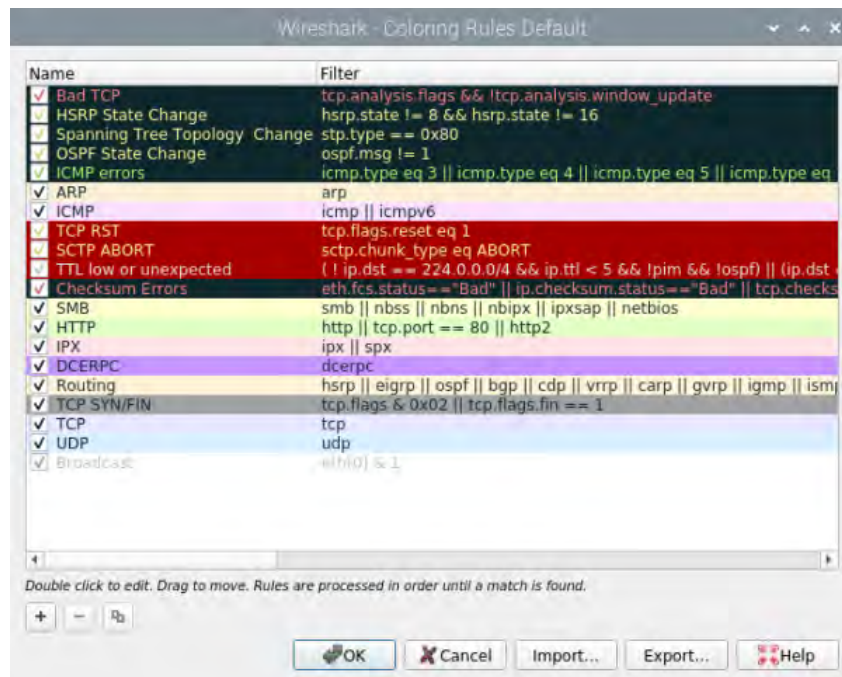 Wireshark - Coloring Rules Default
Name Filter
Bad TCP tcp.analysis.flags && !tcp.analysis.window_update
HSRP State Change hsrp.state != 8 && hsrp.state != 16
Spanning Tree Topology Change stp.type == 0x80
OSPF State Change ospf.msg != 1
ICMP errors icmp.type eq 3 || icmp.type eq 4 || icmp.type eq 5 || icmp.type eq
ARP arp
ICMP icmp || icmpv6
TCP RST tcp.flags.reset eq 1
SCTP ABORT sctp.chunk_type eq ABORT
TTL low or unexpected ( ! ip.dst == 224.0.0.0/4 && ip.ttl < 5 && !pim && !ospf) || (ip.dst
Checksum Errors eth.fcs.status=="Bad" || ip.checksum.status=="Bad" || tcp.checks
SMB smb || nbss || nbns || nbipx || ipxsap || netbios
HTTP http || tcp.port == 80 || http2
IPX ipx || spx
DCERPC dcerpc
Routing hsrp || eigrp || ospf || bgp || cdp || vrrp || carp || gvrp || igmp || ism
TCP SYN/FIN tcp.flags & 0x02 || tcp.flags.fin == 1
TCP tcp
UDP udp
Broadcast eth[0] & 1
Double click to edit. Drag to move. Rules are processed in order until a match is found.
OK Cancel Import... Export... Help